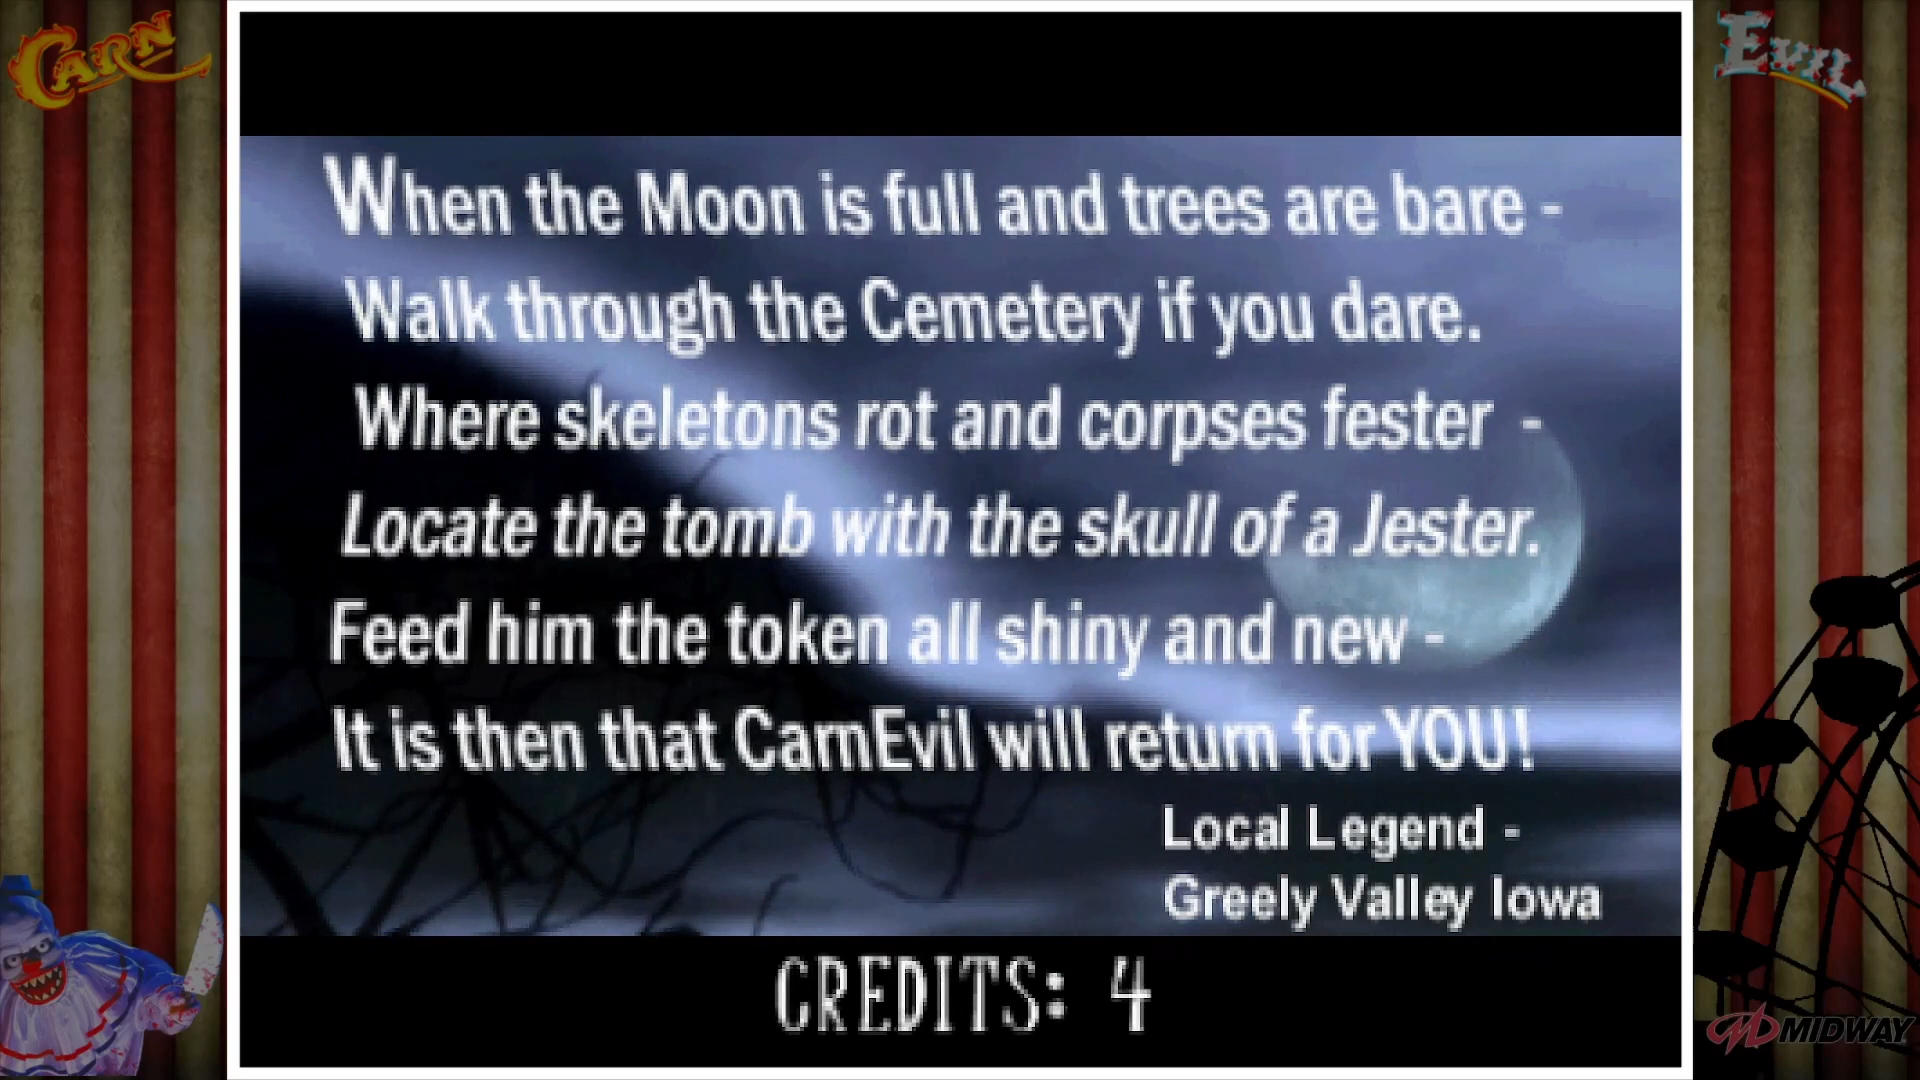 CARN
EVIL
When the Moon is full and trees are bare -
Walk through the Cemetery if you dare.
Where skeletons rot and corpses fester -
Locate the tomb with the skull of a Jester.
Feed him the token all shiny and new -
It is then that CarnEvil will return for YOU!
Local Legend -
Greely Valley Iowa
CREDITS: 4
MIDWAY